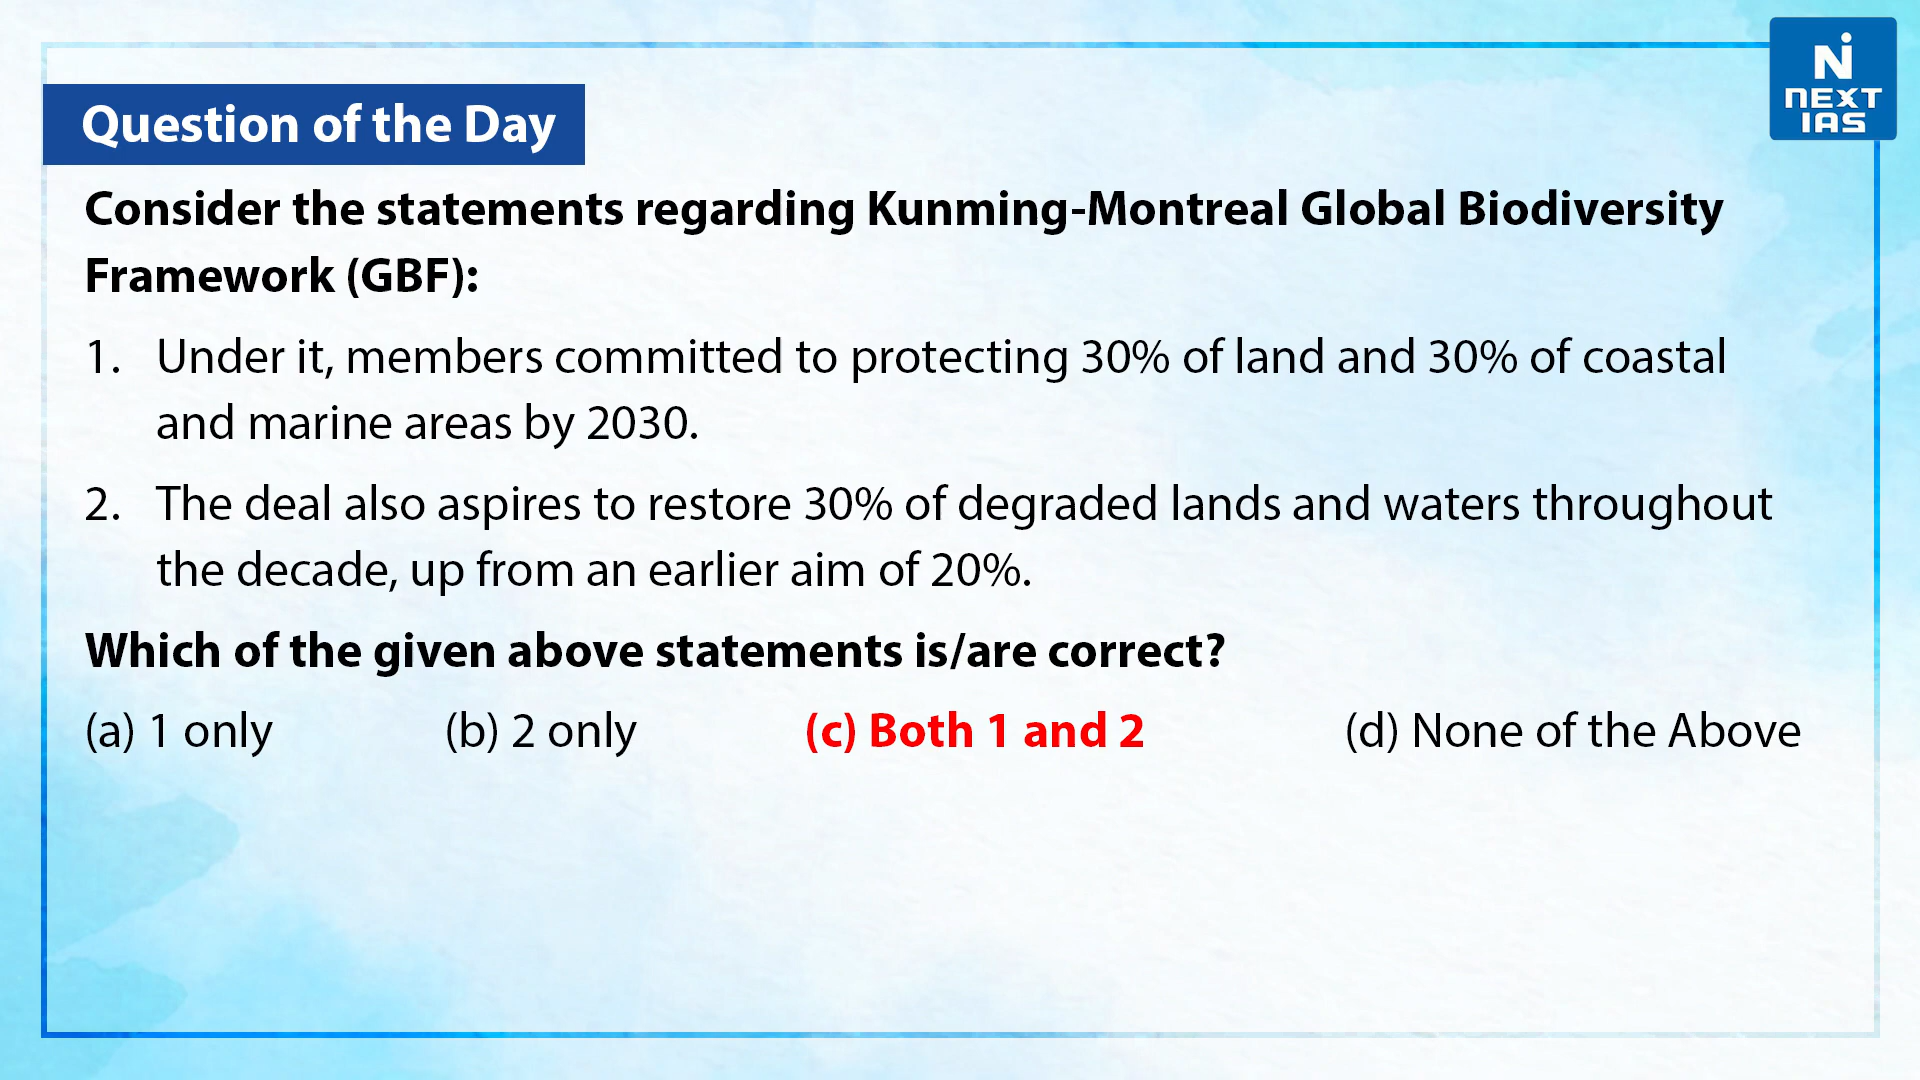 NEXT
IAS
Question of the Day
Consider the statements regarding Kunming-Montreal Global Biodiversity
Framework (GBF):
1. Under it, members committed to protecting 30% of land and 30% of coastal
and marine areas by 2030.
2. The deal also aspires to restore 30% of degraded lands and waters throughout
the decade, up from an earlier aim of 20%.
Which of the given above statements is/are correct?
(a) 1 only (b) 2 only (c) Both 1 and 2 (d) None of the Above